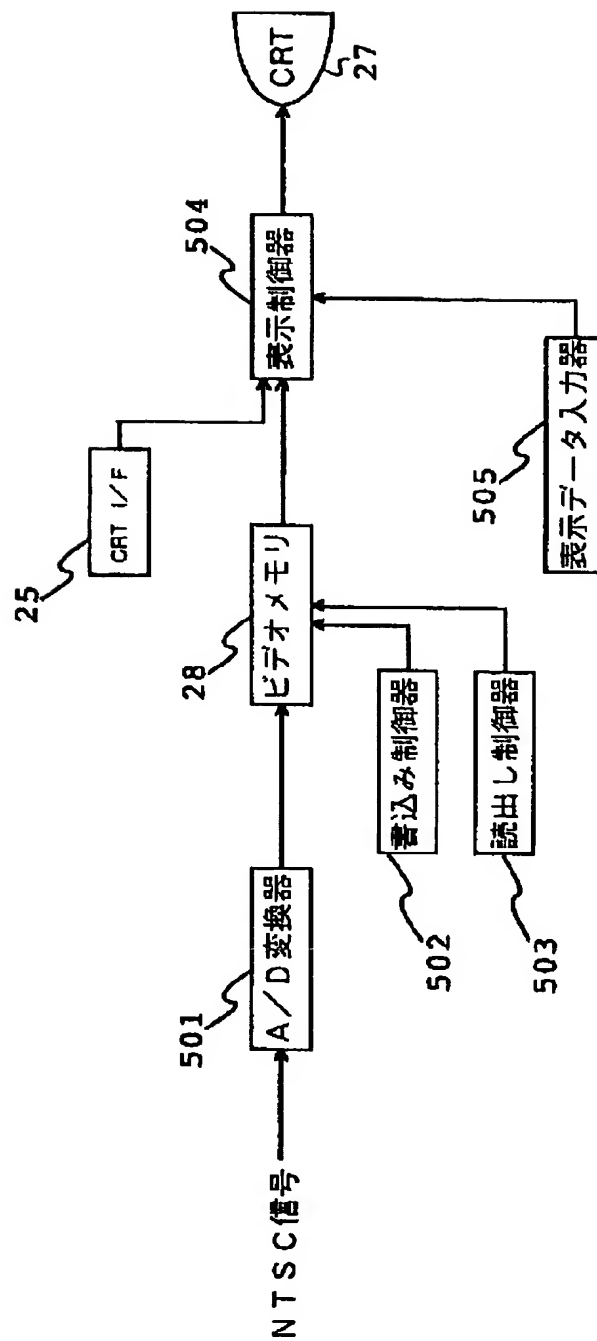 NTSC信号
501
A/D変換器
28
ビデオメモリ
25
CRT I/F
504
表示制御器
CRT
27
502
書込み制御器
503
読出し制御器
505
表示データ入力器